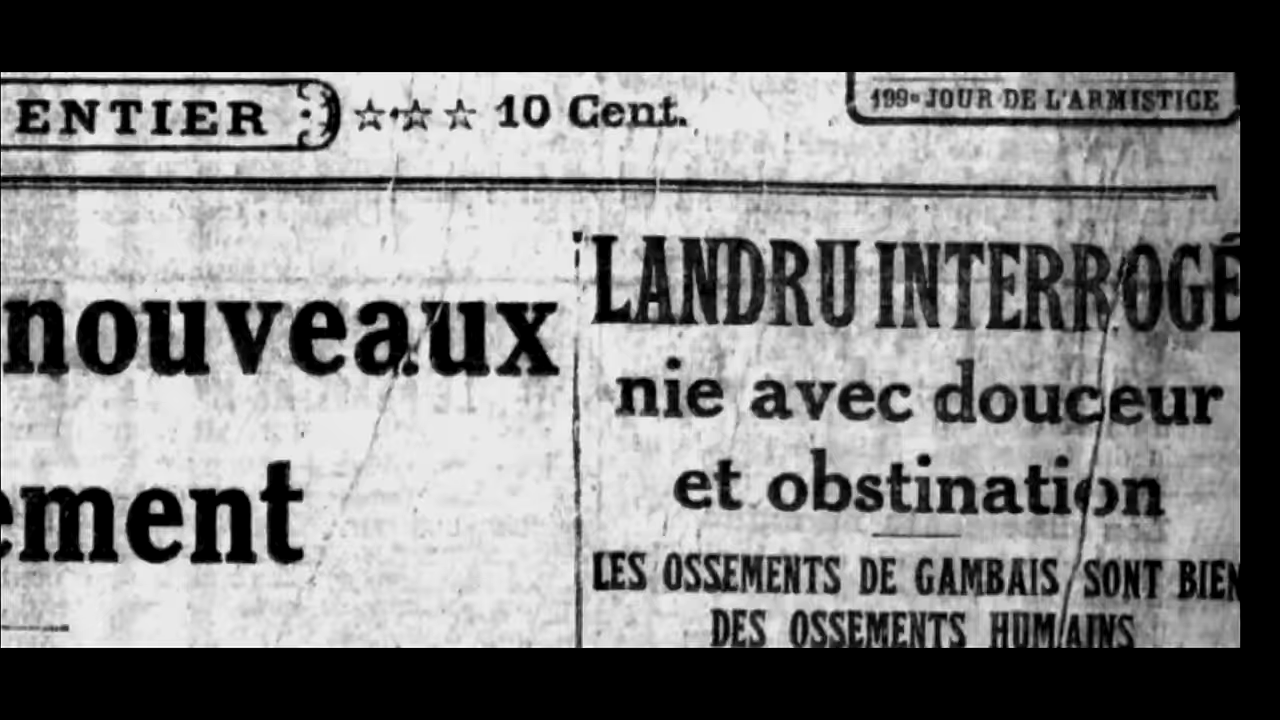 ENTIER ☆☆☆ 10 Cent.
199e JOUR DE L'ARMISTICE
nouveaux
ement
LANDRU INTERROGÉ
nie avec douceur
et obstination
LES OSSEMENTS DE GAMBAIS SONT BIEN
DES OSSEMENTS HUMAINS